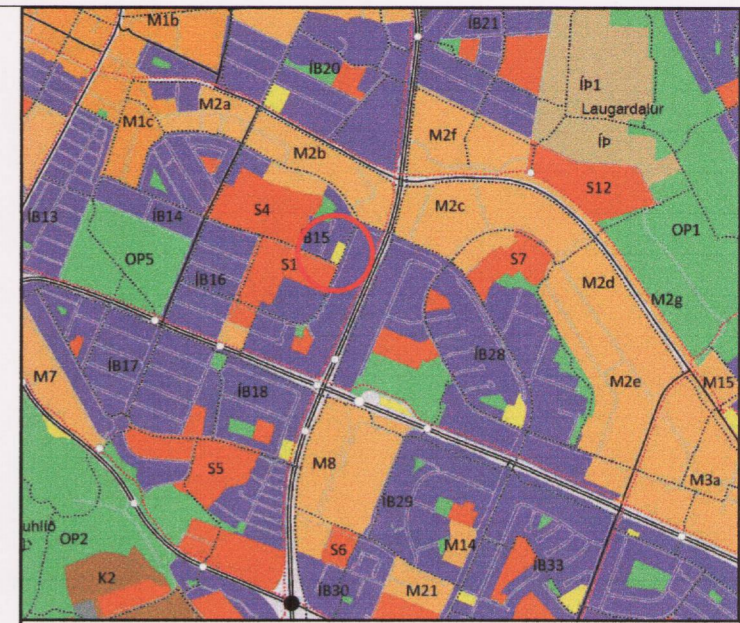 M1b
ÍB21
ÍB20
ÍÞ1
M2a
Laugardalur
M1c
M2f
ÍÞ
M2b
S12
S4
M2c
ÍB13
ÍB14
OP1
B15
OP5
S1
S7
ÍB16
M2d
M2g
ÍB28
ÍB17
M2e
M7
ÍB18
M15
M8
S5
M3a
ÍB29
uhlíð
OP2
M14
S6
ÍB33
K2
ÍB30
M21